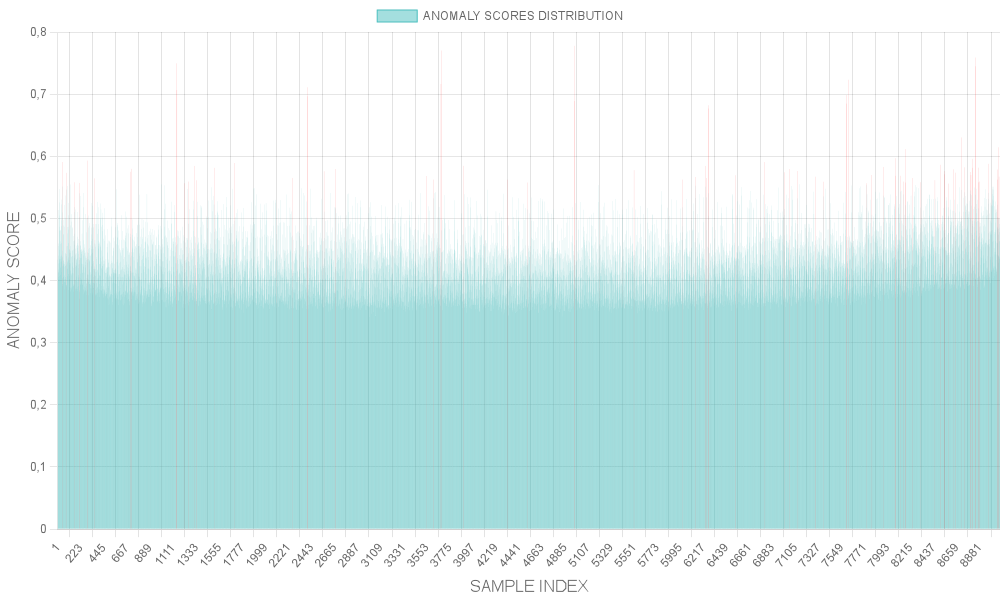 ANOMALY SCORES DISTRIBUTION
0,8
0,7
0,6
0,5
0,4
0,3
0,2
0,1
0
ANOMALY SCORE
1 223 445 667 889 1111 1333 1555 1777 1999 2221 2443 2665 2887 3109 3331 3553 3775 3997 4219 4441 4663 4885 5107 5329 5551 5773 5995 6217 6439 6661 6883 7105 7327 7549 7771 7993 8215 8437 8659 8881
SAMPLE INDEX